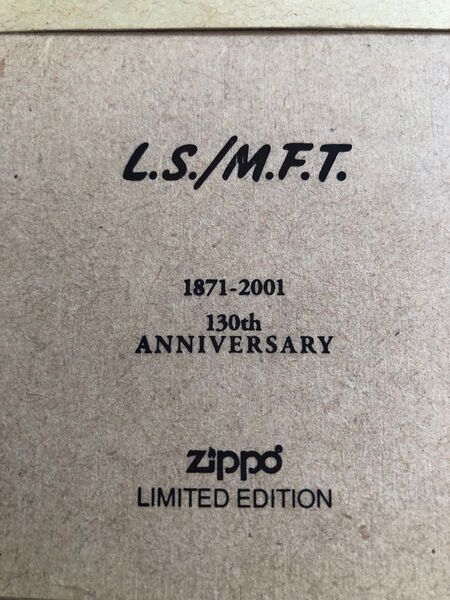 L.S./M.F.T.
1871-2001
130th
ANNIVERSARY
zippo
LIMITED EDITION